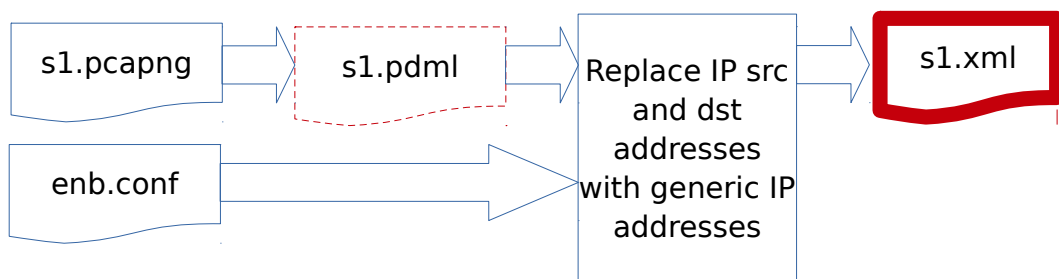 s1.pcapng
s1.pdml
s1.xml
enb.conf
Replace IP src
and dst
addresses
with generic IP
addresses